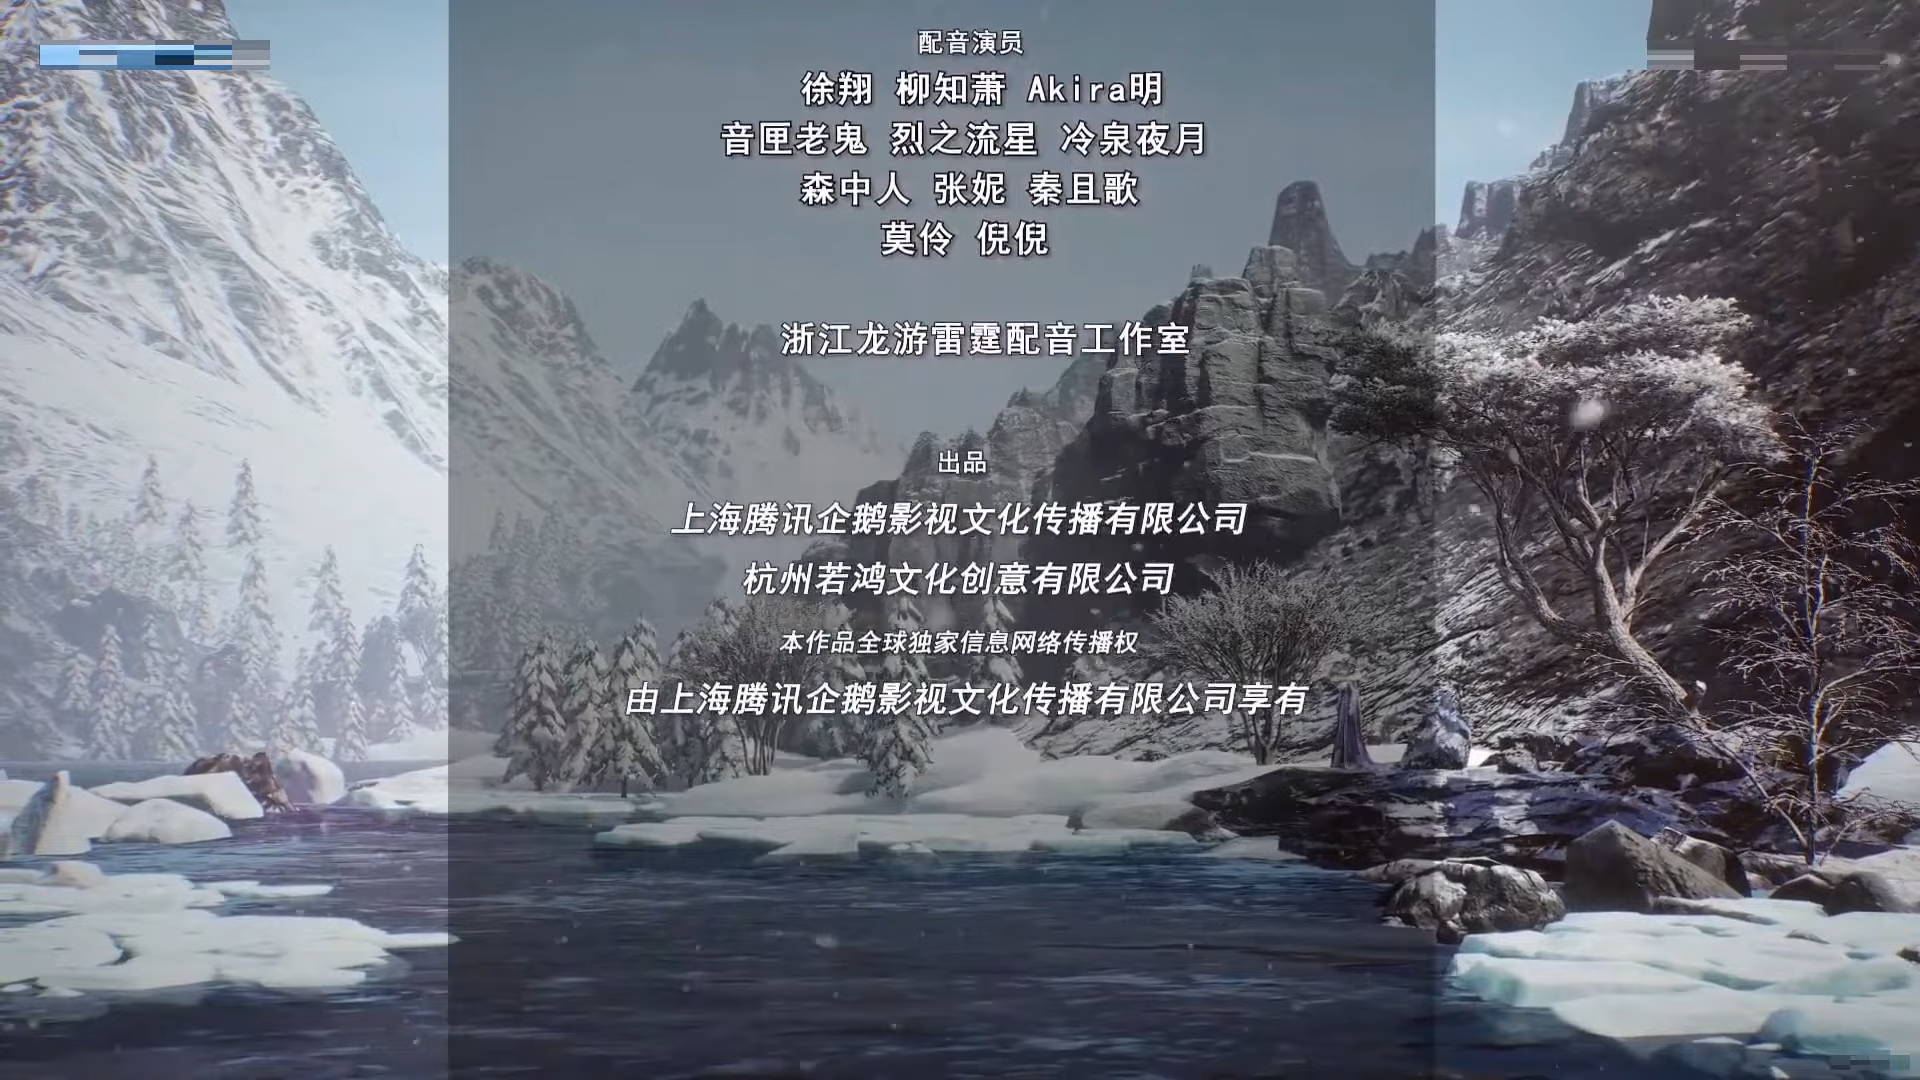 配音演员
徐翔 柳知萧 Akira明
音匣老鬼 烈之流星 冷泉夜月
森中人 张妮 秦且歌
莫伶 倪倪
浙江龙游雷霆配音工作室
出品
上海腾讯企鹅影视文化传播有限公司
杭州若鸿文化创意有限公司
本作品全球独家信息网络传播权
由上海腾讯企鹅影视文化传播有限公司享有